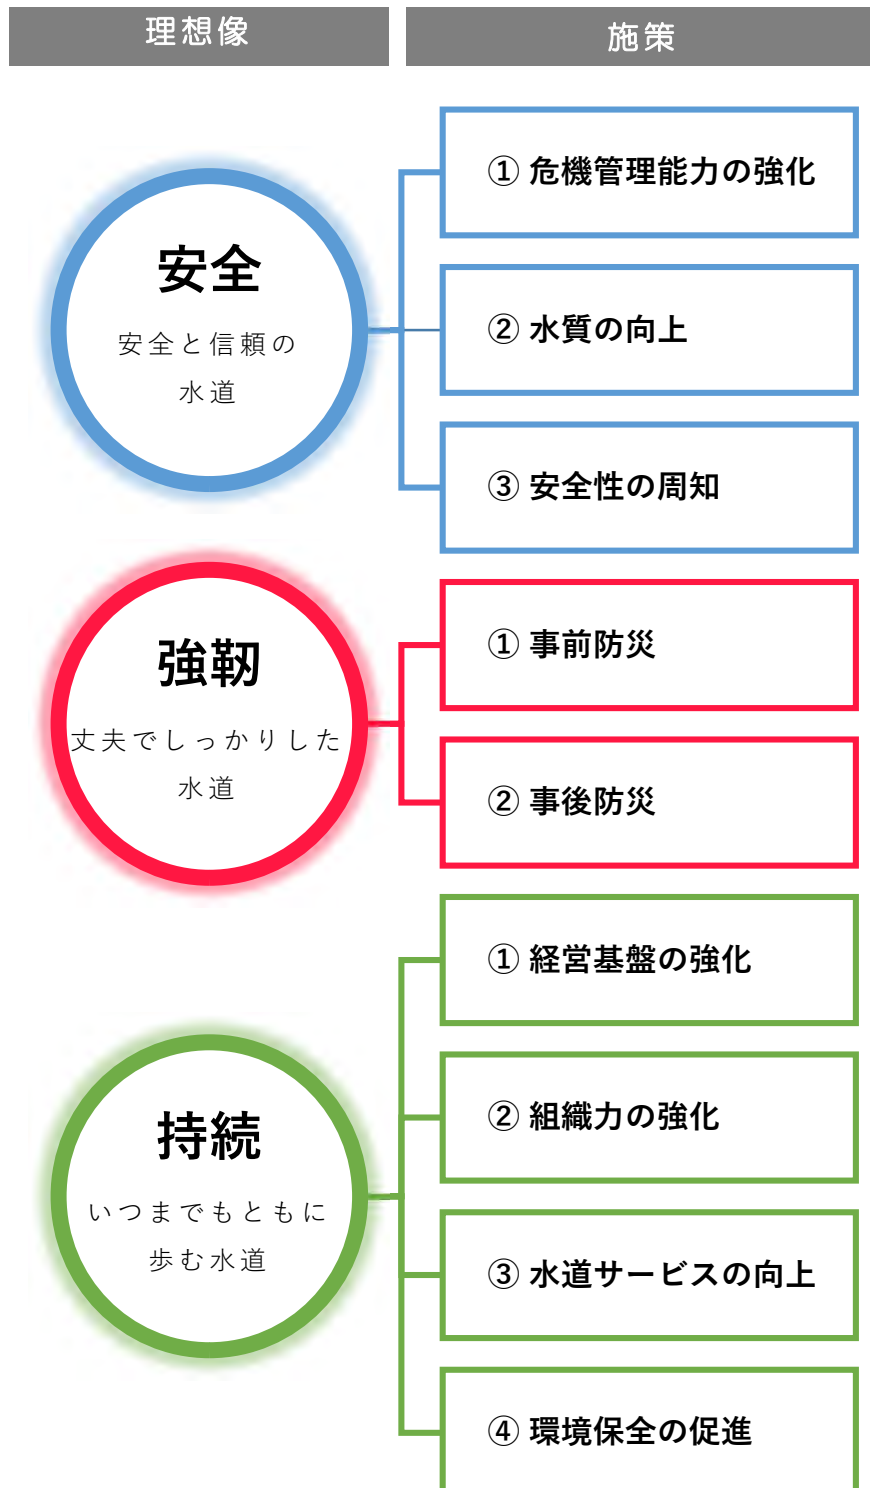 理想像
施策
安全
安全と信頼の
水道
① 危機管理能力の強化
② 水質の向上
③ 安全性の周知
強靭
丈夫でしっかりした
水道
① 事前防災
② 事後防災
持続
いつまでもともに
歩む水道
① 経営基盤の強化
② 組織力の強化
③ 水道サービスの向上
④ 環境保全の促進